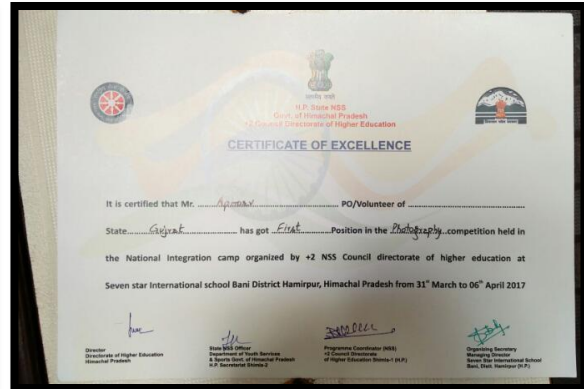 H.P. State NSS
Govt. of Himachal Pradesh
+2 Council Directorate of Higher Education
CERTIFICATE OF EXCELLENCE
It is certified that Mr. ............ PO/Volunteer of ............
State......Gujrat......... has got ...First......Position in the ..Photography..competition held in
the National Integration camp organized by +2 NSS Council directorate of higher education at
Seven star International school Bani District Hamirpur, Himachal Pradesh from 31st March to 06th April 2017
Director
Directorate of Higher Education
Himachal Pradesh
State NSS Officer
Department of Youth Services
& Sports Govt. of Himachal Pradesh
H.P. Secretariat Shimla-2
Programme Coordinator (NSS)
+2 Council Directorate
of Higher Education Shimla-1 (H.P.)
Organizing Secretary
Managing Director
Seven Star International School
Bani, Distt. Hamirpur (H.P.)